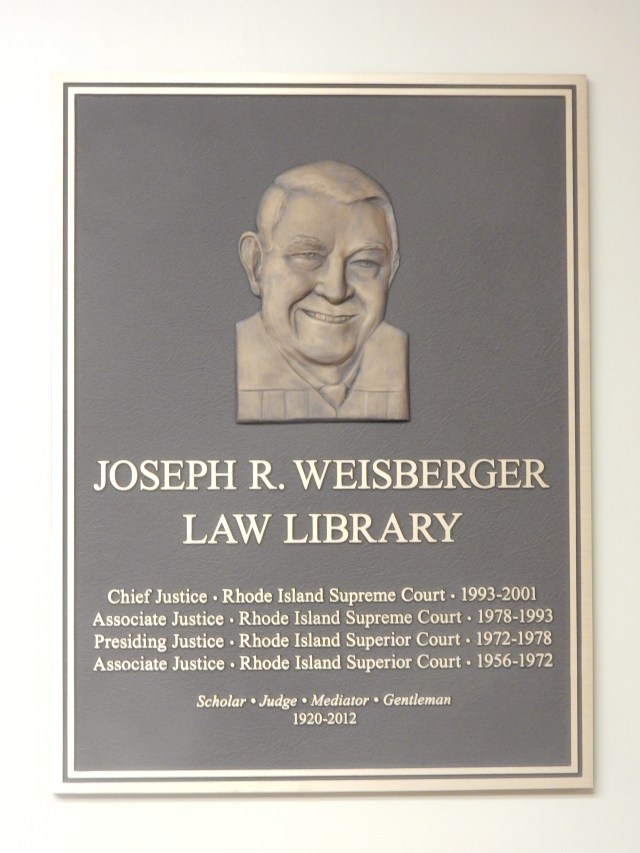 JOSEPH R. WEISBERGER
LAW LIBRARY
Chief Justice · Rhode Island Supreme Court · 1993-2001
Associate Justice · Rhode Island Supreme Court · 1978-1993
Presiding Justice · Rhode Island Superior Court · 1972-1978
Associate Justice · Rhode Island Superior Court · 1956-1972
Scholar • Judge • Mediator • Gentleman
1920-2012